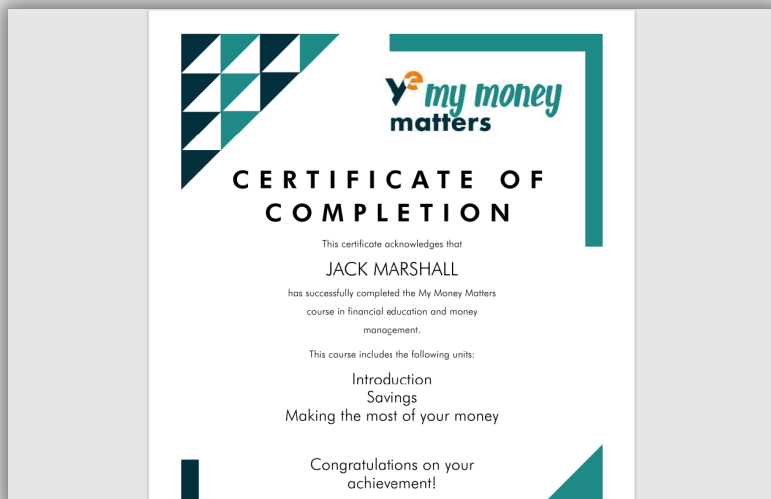 ye my money
matters
CERTIFICATE OF
COMPLETION
This certificate acknowledges that
JACK MARSHALL
has successfully completed the My Money Matters
course in financial education and money
management.
This course includes the following units:
Introduction
Savings
Making the most of your money
Congratulations on your
achievement!